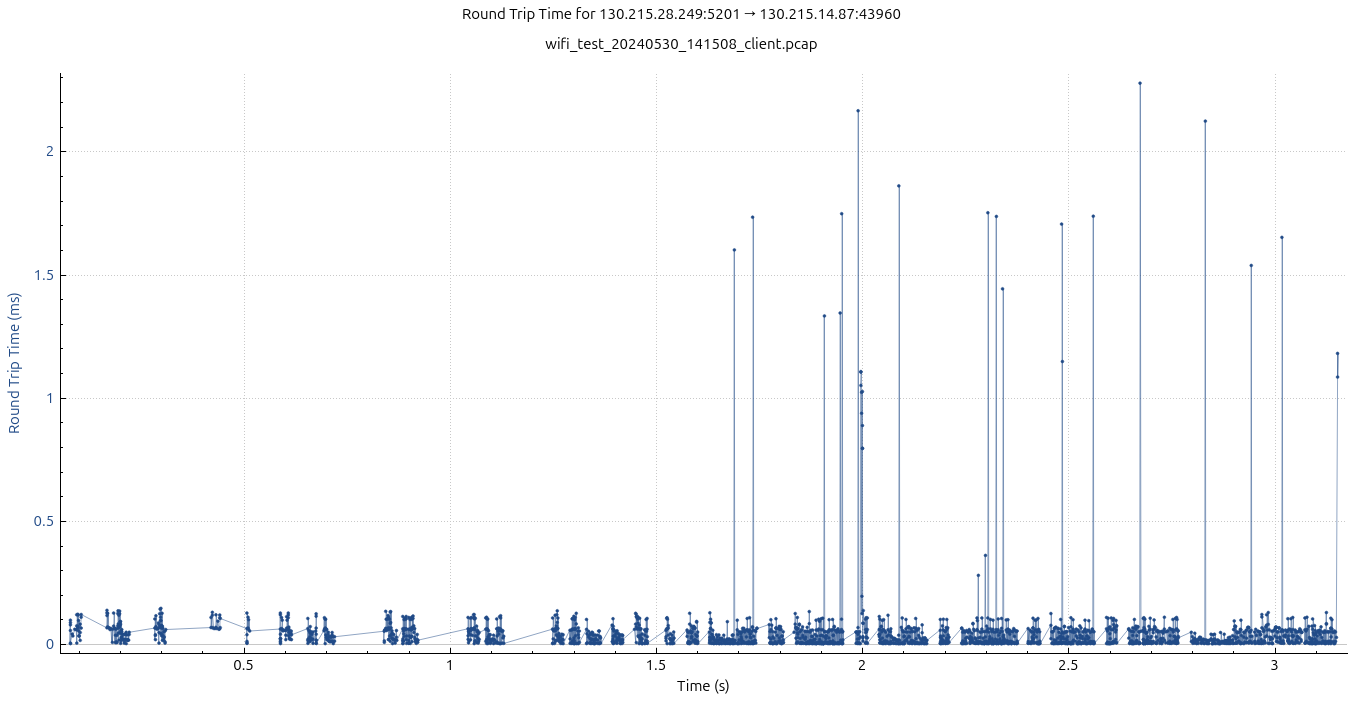 Round Trip Time for 130.215.28.249:5201 → 130.215.14.87:43960
wifi_test_20240530_141508_client.pcap
Round Trip Time (ms)
2
1.5
1
0.5
0
0.5
1
1.5
2
2.5
3
Time (s)